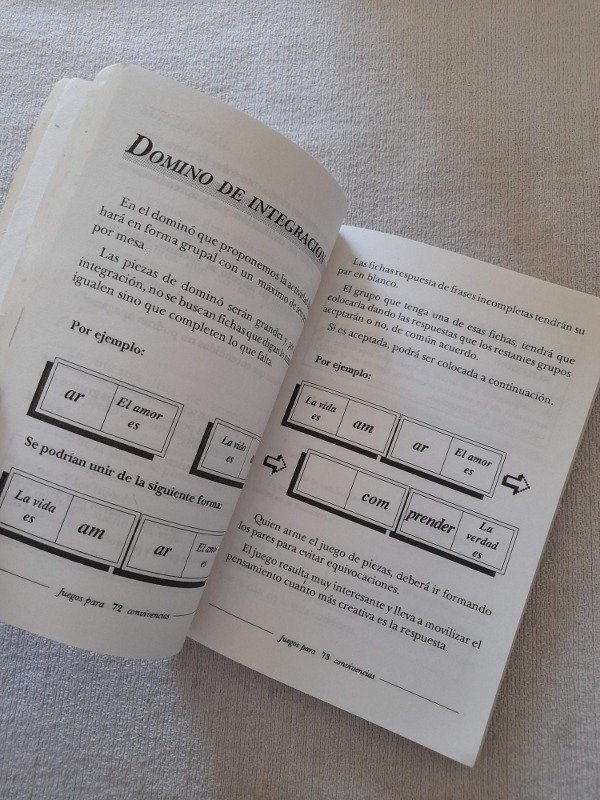 DOMINO DE INTEGRACION
En el dominó que proponemos la actividad
hará en forma grupal con un máximo de
por mesa.
Las piezas de dominó serán grandes y, por
integración, no se buscan fichas que digan lo
igualen sino que completen lo que falta.
Por ejemplo:
ar
El amor
es
La vida
es
Se podrían unir de la siguiente forma:
La vida
es
am
ar
El amor
es
Juegos para 72 convivencias
Las fichas respuesta de frases incompletas tendrán su
par en blanco.
El grupo que tenga una de esas fichas, tendrá que
colocarla dando las respuestas que los restantes grupos
aceptarán o no, de común acuerdo.
Si es aceptada, podrá ser colocada a continuación.
Por ejemplo:
La vida
es
am
ar
El amor
es
com
prender
La
verdad
es
Quien arme el juego de piezas, deberá ir formando
los pares para evitar equivocaciones.
El juego resulta muy interesante y lleva a movilizar el
pensamiento cuanto más creativa es la respuesta.
Juegos para 73 convivencias